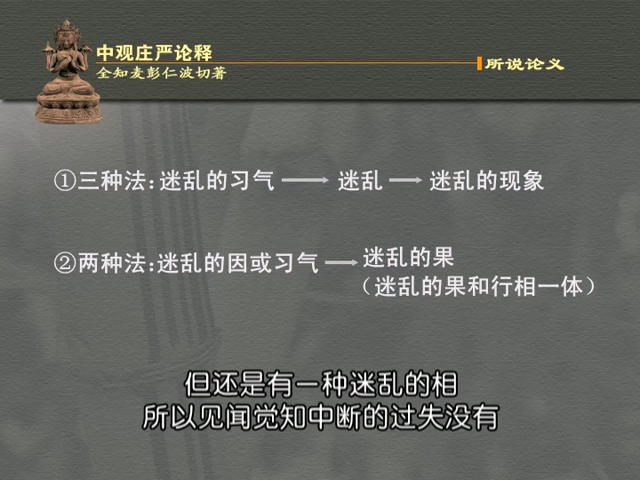 中观庄严论释
全知麦彭仁波切著
所说论义
①三种法：迷乱的习气 → 迷乱 → 迷乱的现象
②两种法：迷乱的因或习气 → 迷乱的果
（迷乱的果和行相一体）
但还是有一种迷乱的相
所以见闻觉知中断的过失没有